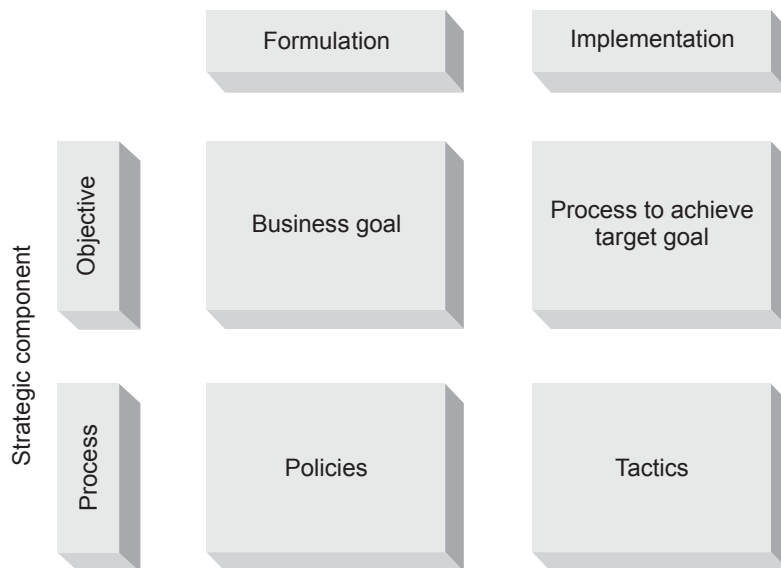 Formulation
Implementation
Strategic component
Objective
Business goal
Process to achieve
target goal
Process
Policies
Tactics